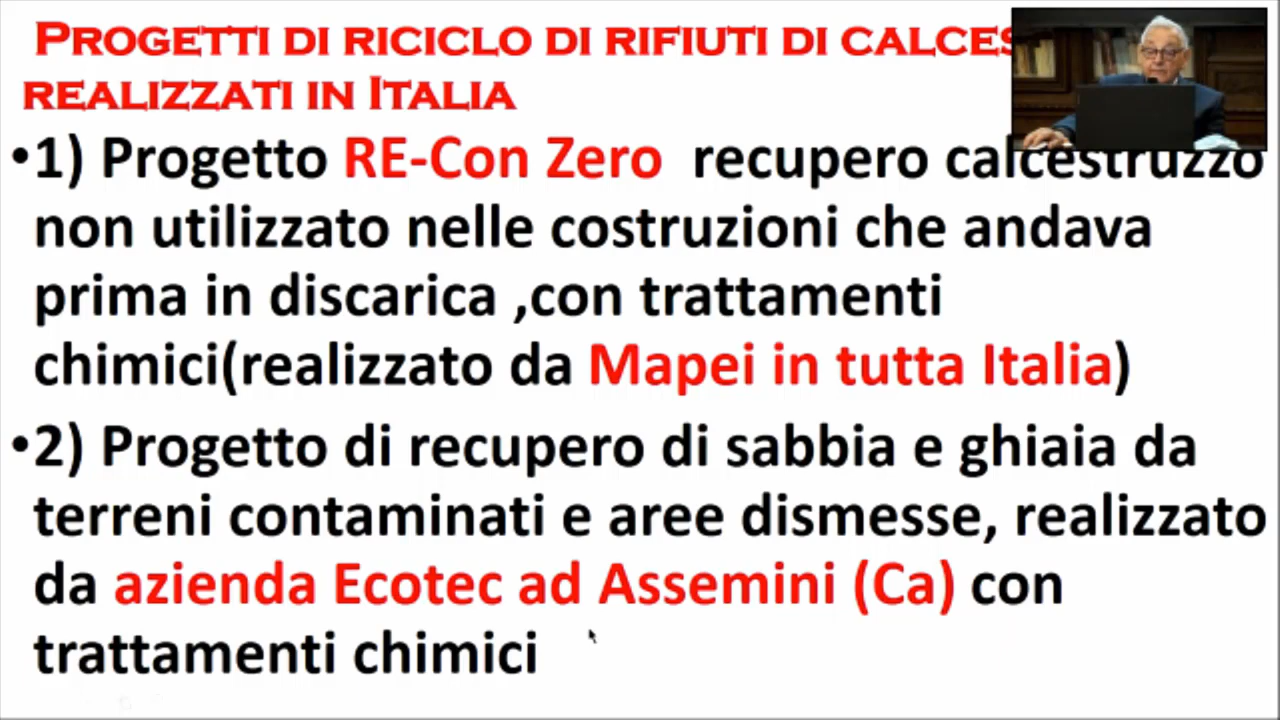 PROGETTI DI RICICLO DI RIFIUTI DI
REALIZZATI IN ITALIA
•1) Progetto RE-Con Zero recupero calcestruzzo
non utilizzato nelle costruzioni che andava
prima in discarica ,con trattamenti
chimici(realizzato da Mapei in tutta Italia)
•2) Progetto di recupero di sabbia e ghiaia da
terreni contaminati e aree dismesse, realizzato
da azienda Ecotec ad Assemini (Ca) con
trattamenti chimici